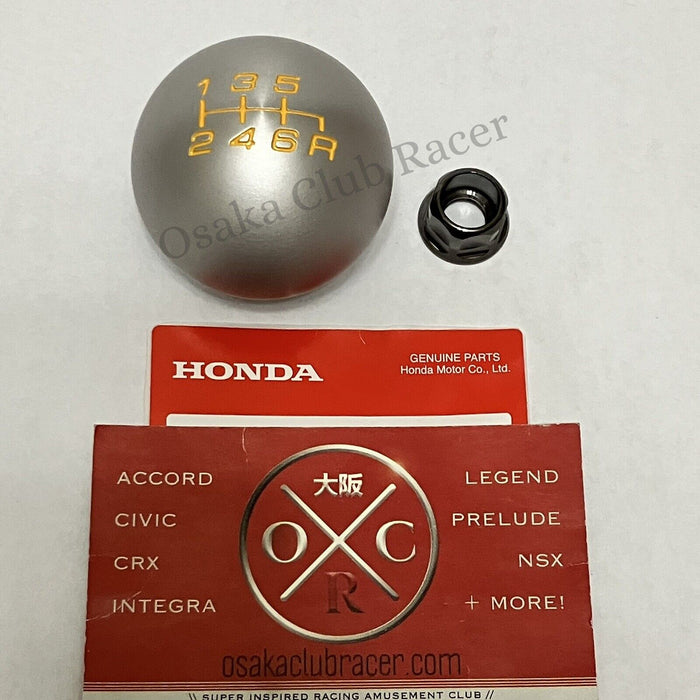 1 3 5
2 4 6 R
Osaka Club Racer
HONDA
GENUINE PARTS
Honda Motor Co., Ltd.
ACCORD
CIVIC
CRX
INTEGRA
大阪
O C
R
LEGEND
PRELUDE
NSX
+ MORE!
osakaclubracer.com
\\ SUPER INSPIRED RACING AMUSEMENT CLUB //